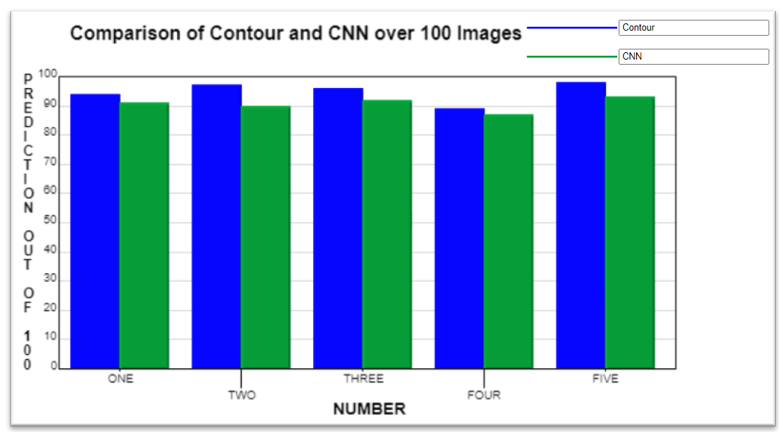 Comparison of Contour and CNN over 100 Images
Contour
CNN
PREDICTION OUT OF 100
100
90
80
70
60
50
40
30
20
10
0
ONE
TWO
THREE
FOUR
FIVE
NUMBER